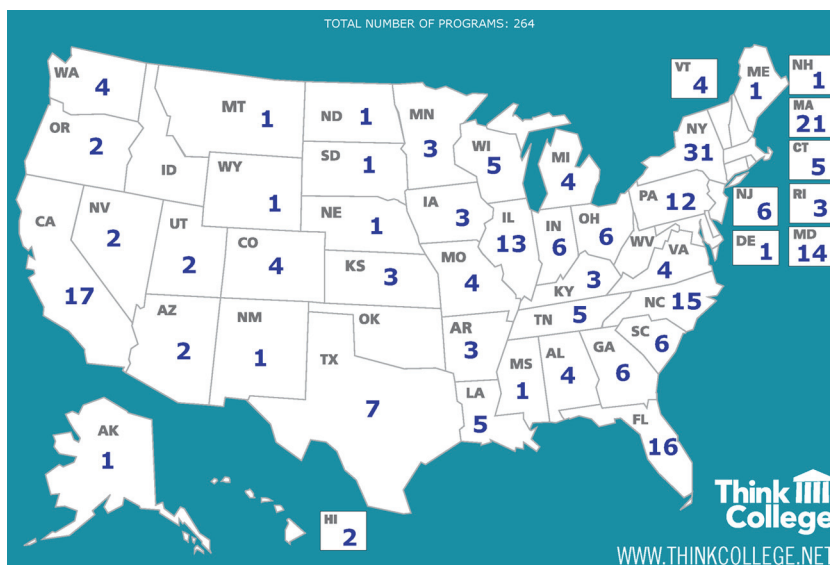 TOTAL NUMBER OF PROGRAMS: 264
WA 4
OR 2
CA 17
NV 2
ID
MT 1
WY 1
UT 2
CO 4
AZ 2
NM 1
ND 1
SD 1
NE 1
KS 3
OK
TX 7
MN 3
IA 3
MO 4
AR 3
LA 5
WI 5
IL 13
MI 4
IN 6
OH 6
KY 3
TN 5
MS 1
AL 4
GA 6
FL 16
SC 6
NC 15
VA 4
WV
PA 12
NY 31
VT 4
ME 1
NH 1
MA 21
CT 5
RI 3
NJ 6
DE 1
MD 14
AK 1
HI 2
Think
College
WWW.THINKCOLLEGE.NET